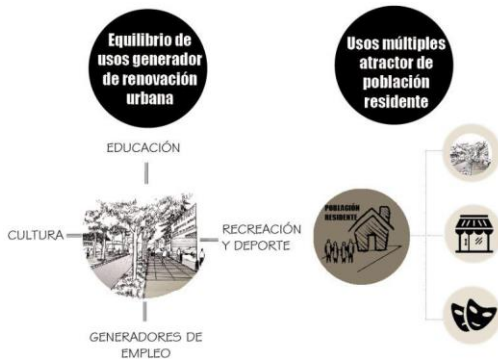 Equilibrio de
usos generador
de renovación
urbana
Usos múltiples
atractor de
población
residente
EDUCACIÓN
CULTURA
RECREACIÓN
Y DEPORTE
GENERADORES DE
EMPLEO
POBLACIÓN
RESIDENTE